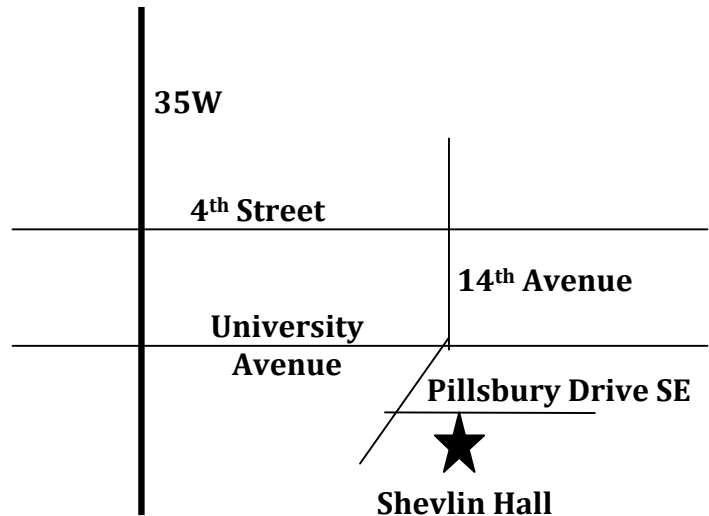 35W
4th Street
14th Avenue
University
Avenue
Pillsbury Drive SE
Shevlin Hall